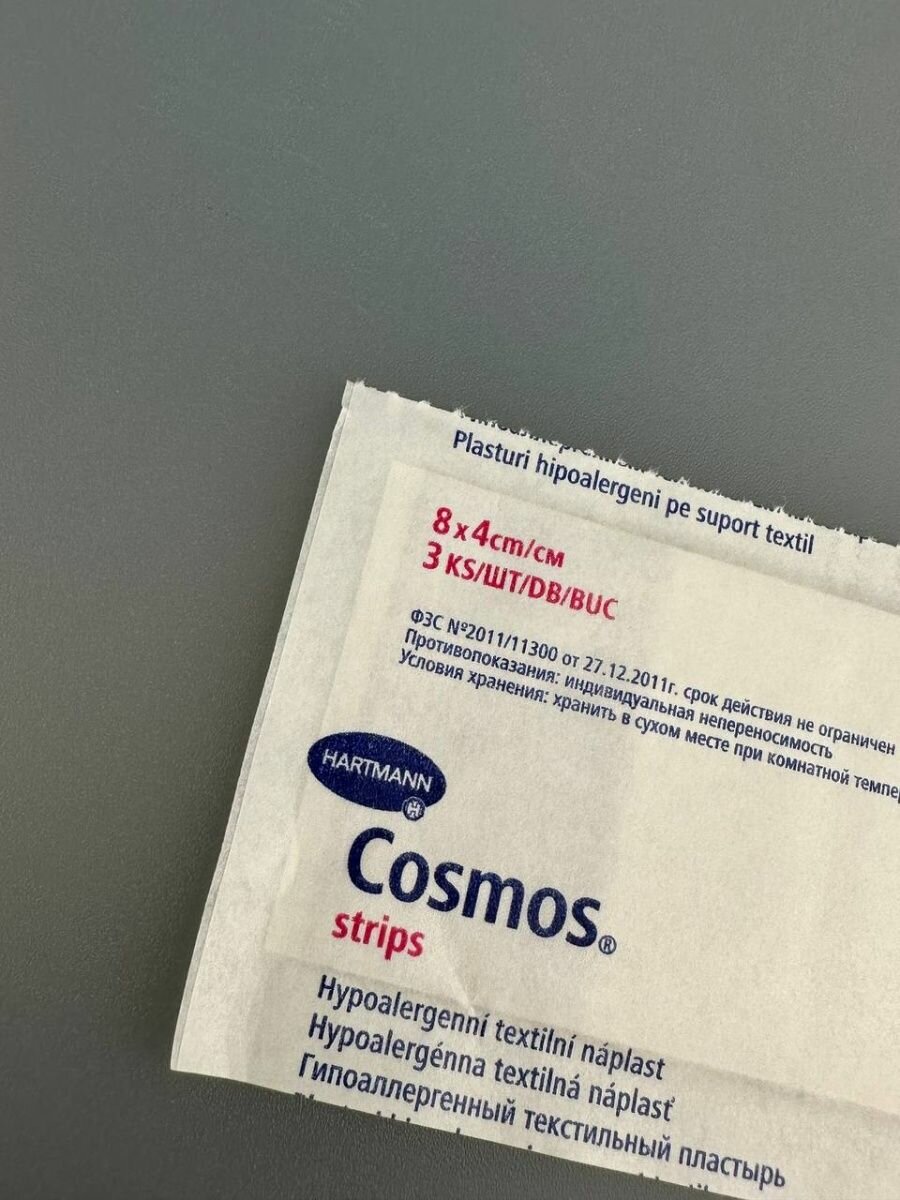 Plasturi hipoalergeni pe suport textil
8 x 4cm/см
3 KS/ШТ/DB/BUC
ФЗС №2011/11300 от 27.12.2011г. срок действия не ограничен
Противопоказания: индивидуальная непереносимость
Условия хранения: хранить в сухом месте при комнатной
HARTMANN
Cosmos®
strips
Hypoalergenní textilní náplast
Hypoalergénna textilná náplasť
Гипоаллергенный текстильный пластырь